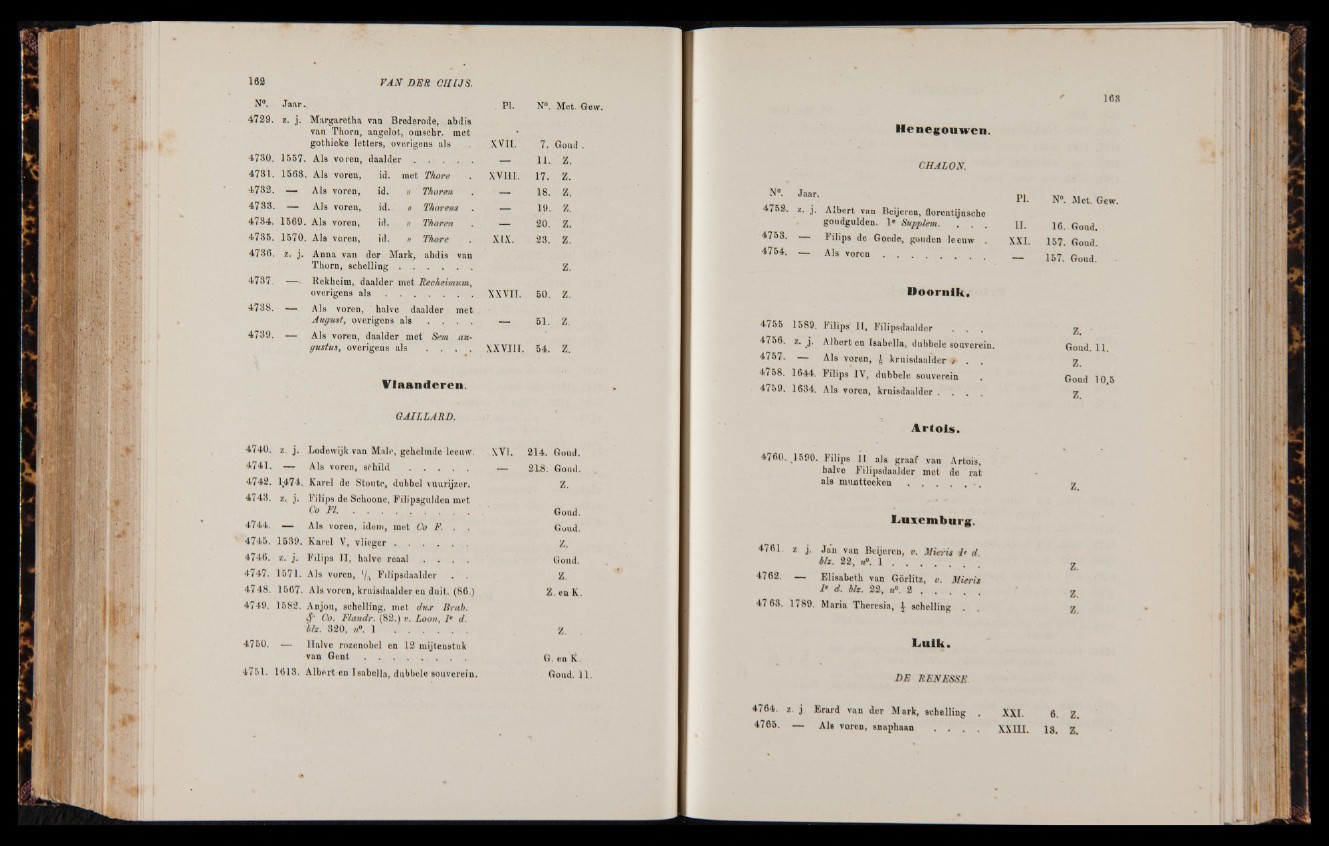 162 VAN DER CHIJS.
N°. Jaar. Pl. N°. Met. Gew.
4729. z. j. Margaretha van Brederode, abdis
van Thorn, angelot, omschr. met
gothieke letters, overigens als . XVII. 7. Goud.
4730. 1557. Als voren, daalder . . . . . — 11. Z.
4731. 1563. Als voren, id. met Thore . XVIII. 17. Z.
4732. — Als voren, id. » Thoren . — 18. Z.
4733. — Als voren, id. » Thorens . — 19. Z.
4734. 1569. Als voren, id. » Thoren . — 20. Z.
4735. 1570. Als voren, id. » Thore . XIX. 23. Z.
4736. z. j. Anna van der Mark, abdis van
Thorn, schelling . . . . . . Z.
4737. — Rekheim, daalder met Recheimum,
overigens als . . . . . . . XXVII. 50. Z.
4738. — Als voren, halve daalder met
August, overigens als . . . . — 51. Z.
4739. — Als voren, daalder met Sem au-
gustus, overigens als . . . . XXVIII. 54. Z.
Vlaanderen.
GAILLARD.
4740. z. j. Lodewijk van Male, gehelmde leeuw. XVI. 214. Goud.
4741. — Als voren, schild . . . . . — 218. Goud.
4742. 1474. Karel de Stoute, dubbel vuurijzer. Z.
4743. z. j. Filips de Schoone, Filipsgulden met
Co Fl. . . . . . . . . . Goud.
4744. — Als voren, idem, met Co F. . . Goud.
4745. 1539. Karel V, vlieger . . . . . . Z.
4746. z. j. Filips II, halve reaal . . . . Goud.
4747. 1571. Als voren, 1/5 Filipsdaalder . . Z.
4748. 1567. Als voren, kruisdaalder en duit. (86.) Z. en K.
4749. 1582. Anjou, schelling, met dux Brab.
& Co. Flandr. (82.) v. Loon, Ie d.
blz. 320, n°. 1 . . . . . . Z.
4750. — Halve rozenobel en 12 mijtenstuk
van Gent . . . . . . . . G. en K.
4751. 1613. Albert en Isabella, dubbele souverein. Goud. 11.
163
Henegouwen.
CHALON.
N°. Jaar. Pl. N°. Met. Gew.
4752. z. j. Albert van Beijeren, florentijnsche
goudgulden. 1e Supplem. . . . II. 16. Goud.
4753. — Filips de Goede, gouden leeuw . XXI. 157. Goud.
4754. — Als voren . . . . . . . . — 157. Goud.
Doornik.
4755 1589. Filips II, Filipsdaalder . . . Z.
4756. z. j. Albert en Isabella, dubbele souverein. Goud. 11.
4757. — Als voren, ¼ kruisdaalder . . Z.
4758. 1644. Filips IV, dubbele souverein . Goud 10,5
4759. 1634. Als voren, kruisdaalder . . . . Z.
Artois.
4760. 1590. Filips II als graaf van Artois,
halve Filipsdaalder met de rat
als muntteeken . . . . . . Z.
Luxemburg.
4761. z j. Jan van Beijeren, v. Mieris 4e d.
blz. 22, n°. 1 . . . . . . . Z.
4762. — Elisabeth van Görlitz, v. Mieris
Ie d. blz. 22, n°. 2 . . . . . Z.
4763. 1789. Maria Theresia, ½ schelling . . Z.
Luik.
DE RENESSE.
4764. z. j Erard van der Mark, schelling . XXI. 6. Z.
4765. — Als voren, snaphaan . . . . XXIII. 13. Z.